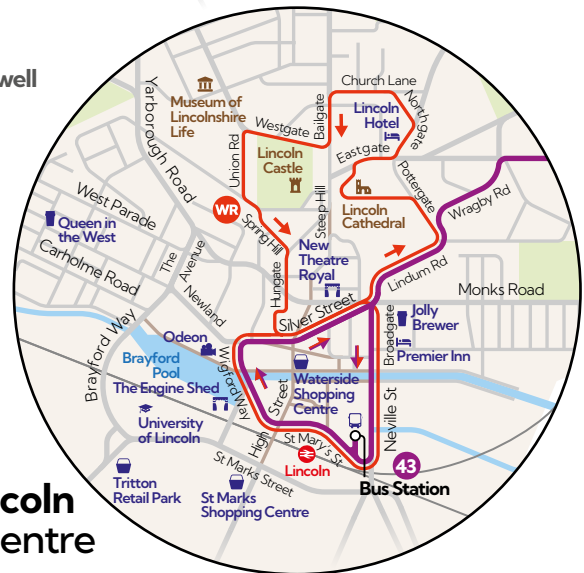 well
Church Lane
Yarborough Road
Museum of
Lincolnshire
Life
Bailgate
Lincoln
Hotel
Northgate
Westgate
Union Rd
Lincoln
Castle
Eastgate
Pottergate
Wragby Rd
West Parade
WR
Steep Hill
Lincoln
Cathedral
Queen in
the West
Spring Hill
Carholme Road
The
Avenue
New
Theatre
Royal
Lindum Rd
Hungate
Monks Road
Newland
Silver Street
Brayford Way
Odeon
Broadgate
Jolly
Brewer
Premier Inn
Brayford
Pool
Wigford Way
The Engine Shed
Waterside
Shopping
Centre
High
Street
Neville St
University
of Lincoln
St Mary's St
Lincoln
43
Bus Station
St Marks Street
Tritton
Retail Park
St Marks
Shopping Centre
coln
entre